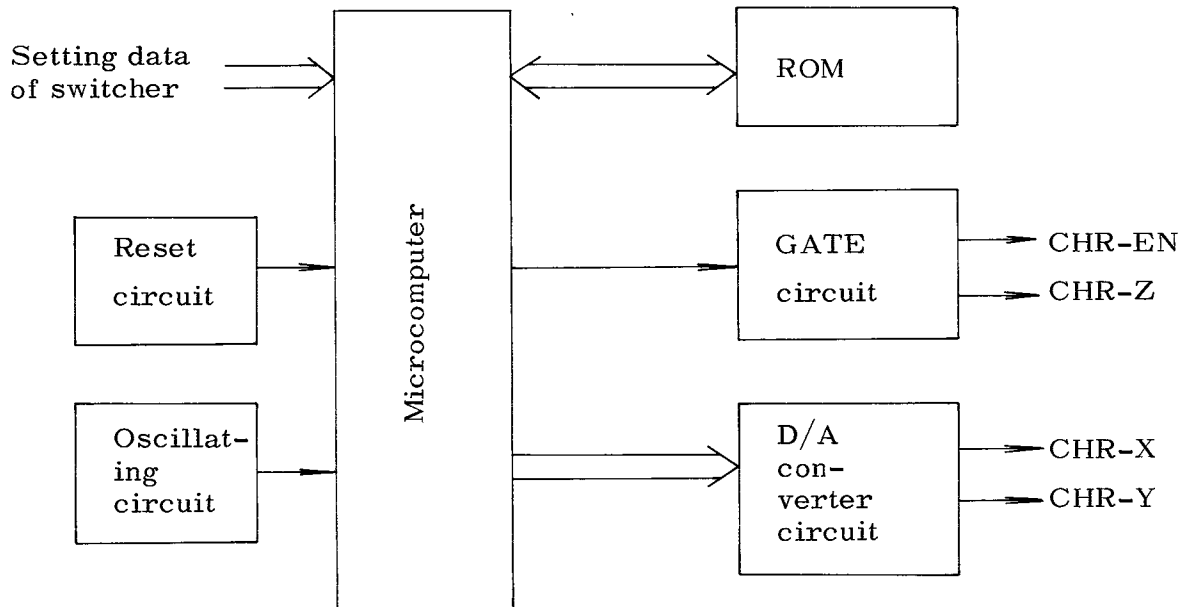 Setting data
of switcher
ROM
Reset
circuit
Microcomputer
GATE
circuit
CHR-EN
CHR-Z
Oscillat-
ing
circuit
D/A
con-
verter
circuit
CHR-X
CHR-Y